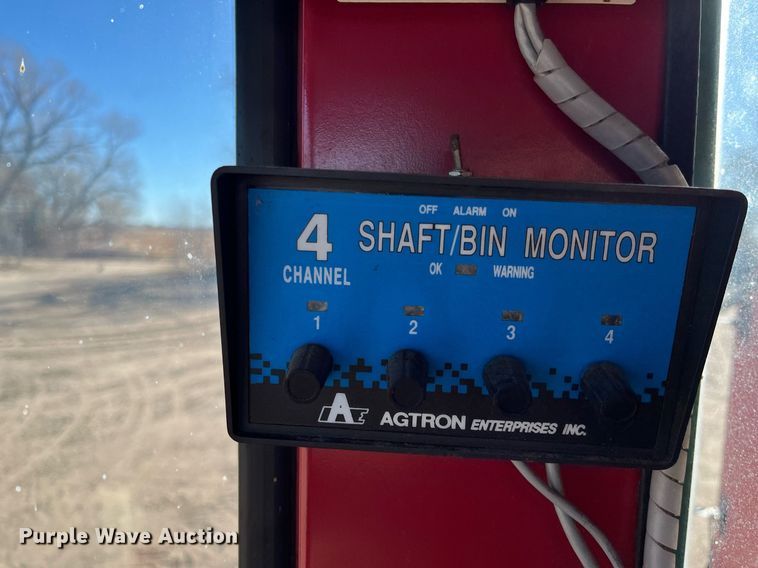 OFF ALARM ON
4 SHAFT/BIN MONITOR
CHANNEL
OK WARNING
1 2 3 4
AE AGTRON ENTERPRISES INC.
Purple Wave Auction